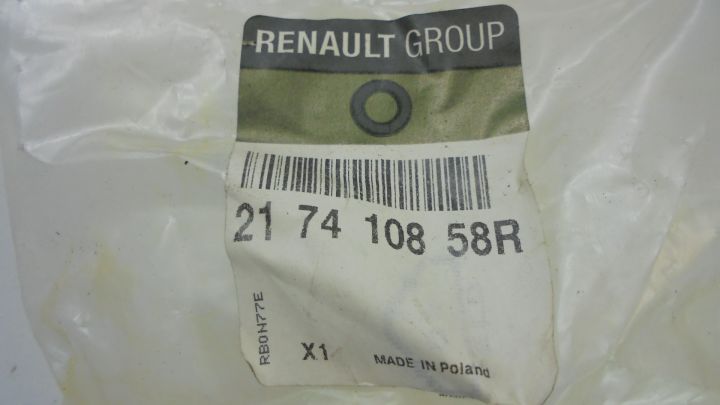 RENAULT GROUP
21 74 108 58R
RB0N77E
X1 MADE IN Poland